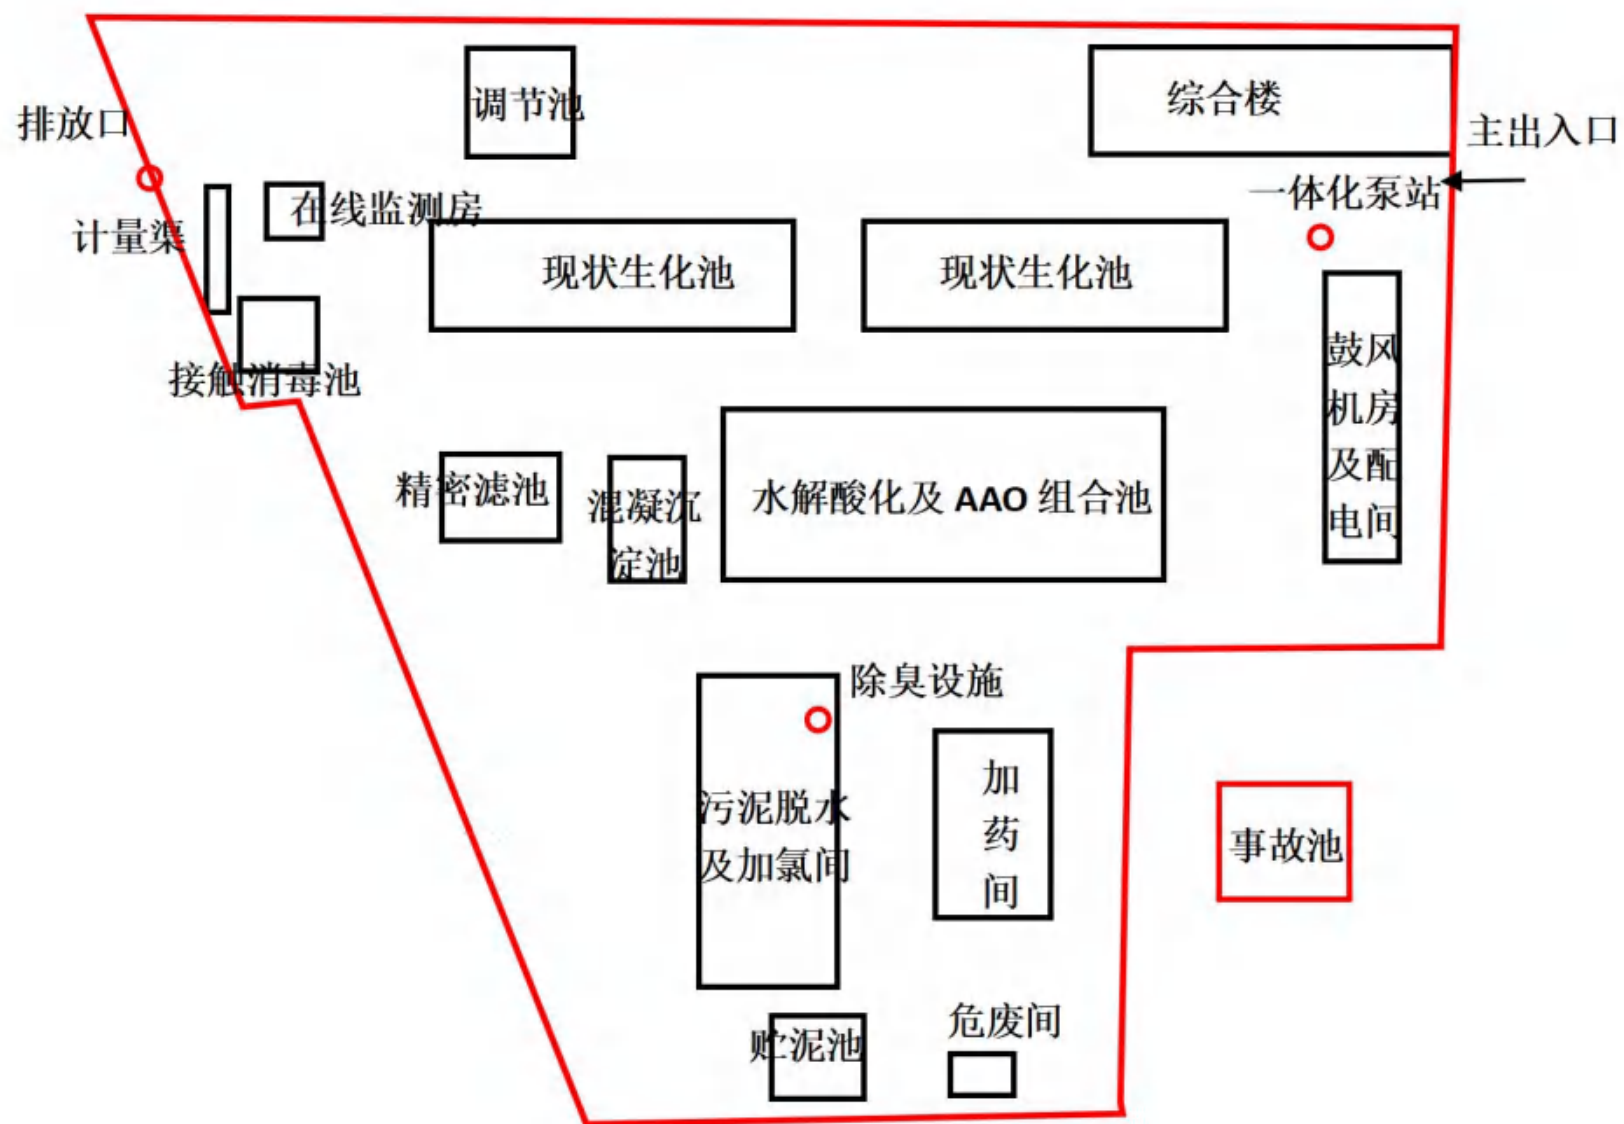 调节池
综合楼
排放口
主出入口
一体化泵站
在线监测房
计量渠
现状生化池
现状生化池
鼓风
机房
及配
电间
接触消毒池
精密滤池
混凝沉
淀池
水解酸化及 AAO 组合池
除臭设施
污泥脱水
及加氯间
加
药
间
事故池
贮泥池
危废间